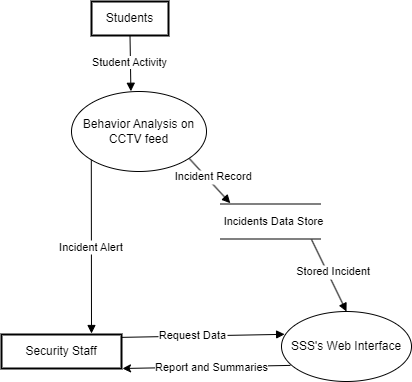 Students
Student Activity
Behavior Analysis on
CCTV feed
Incident Record
Incidents Data Store
Incident Alert
Stored Incident
Request Data
Security Staff
SSS's Web Interface
Report and Summaries